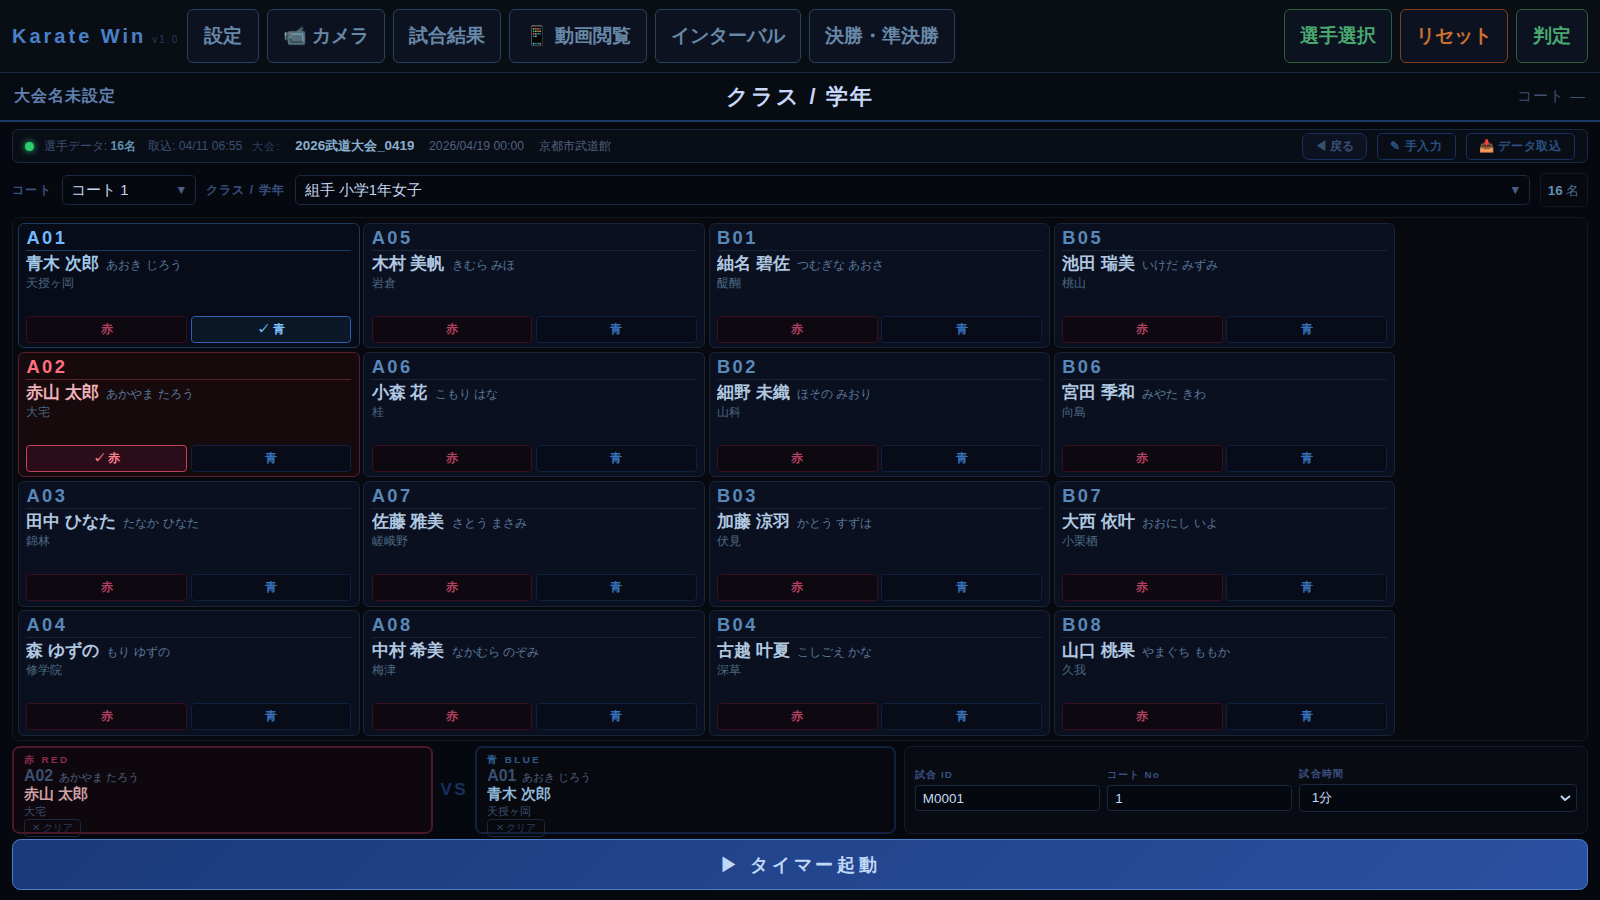 Karate Win v1.0 設定 📹 カメラ 試合結果 📱 動画閲覧 インターバル 決勝・準決勝 選手選択 リセット 判定
大会名未設定 クラス / 学年 コート —
選手データ: 16名 取込: 04/11 06:55 大会: 2026武道大会_0419 2026/04/19 00:00 京都市武道館 ◀ 戻る ✎ 手入力 📥 データ取込
コート コート 1 ▼ クラス / 学年 組手 小学1年女子 ▼ 16 名
A01 A05 B01 B05
青木 次郎 あおき じろう 木村 美帆 きむら みほ 紬名 碧佐 つむぎな あおさ 池田 瑞美 いけだ みずみ
天授ヶ岡 岩倉 醍醐 桃山
赤 ✓ 青 赤 青 赤 青 赤 青
A02 A06 B02 B06
赤山 太郎 あかやま たろう 小森 花 こもり はな 細野 未織 ほその みおり 宮田 季和 みやた きわ
大宅 桂 山科 向島
✓ 赤 青 赤 青 赤 青 赤 青
A03 A07 B03 B07
田中 ひなた たなか ひなた 佐藤 雅美 さとう まさみ 加藤 涼羽 かとう すずは 大西 依叶 おおにし いよ
錦林 嵯峨野 伏見 小栗栖
赤 青 赤 青 赤 青 赤 青
A04 A08 B04 B08
森 ゆずの もり ゆずの 中村 希美 なかむら のぞみ 古越 叶夏 こしごえ かな 山口 桃果 やまぐち ももか
修学院 梅津 深草 久我
赤 青 赤 青 赤 青 赤 青
赤 RED
A02 あかやま たろう
赤山 太郎
大宅
✕ クリア
VS
青 BLUE
A01 あおき じろう
青木 次郎
天授ヶ岡
✕ クリア
試合 ID コート No 試合時間
M0001 1 1分
▶ タイマー起動